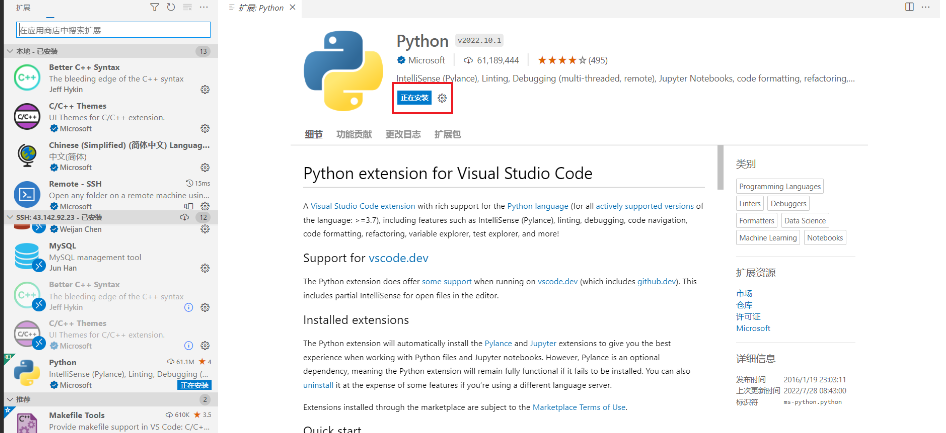 扩展
在应用商店中搜索扩展
本地 - 已安装
13
Better C++ Syntax
The bleeding edge of the C++ syntax
Jeff Hykin
C/C++ Themes
UI Themes for C/C++ extension.
Microsoft
Chinese (Simplified) (简体中文) Languag...
中文(简体)
Microsoft
Remote - SSH
15ms
Open any folder on a remote machine usin...
Microsoft
SSH: 43.142.92.23 - 已安装
12
Weijan Chen
MySQL
MySQL management tool
Jun Han
Better C++ Syntax
The bleeding edge of the C++ syntax
Jeff Hykin
C/C++ Themes
UI Themes for C/C++ extension.
Microsoft
Python
61.1M
4
IntelliSense (Pylance), Linting, Debugging (...
Microsoft
正在安装
推荐
2
Makefile Tools
610K
3.5
Provide makefile support in VS Code: C/C+...
扩展: Python
Python
v2022.10.1
Microsoft
61,189,444
(495)
IntelliSense (Pylance), Linting, Debugging (multi-threaded, remote), Jupyter Notebooks, code formatting, refactoring,...
正在安装
细节
功能贡献
更改日志
扩展包
Python extension for Visual Studio Code
A Visual Studio Code extension with rich support for the Python language (for all actively supported versions of
the language: >=3.7), including features such as IntelliSense (Pylance), linting, debugging, code navigation,
code formatting, refactoring, variable explorer, test explorer, and more!
Support for vscode.dev
The Python extension does offer some support when running on vscode.dev (which includes github.dev). This
includes partial IntelliSense for open files in the editor.
Installed extensions
The Python extension will automatically install the Pylance and Jupyter extensions to give you the best
experience when working with Python files and Jupyter notebooks. However, Pylance is an optional
dependency, meaning the Python extension will remain fully functional if it fails to be installed. You can also
uninstall it at the expense of some features if you're using a different language server.
Extensions installed through the marketplace are subject to the Marketplace Terms of Use.
Quick start
类别
Programming Languages
Linters
Debuggers
Formatters
Data Science
Machine Learning
Notebooks
扩展资源
市场
仓库
许可证
Microsoft
详细信息
发布时间 2016/1/19 23:03:11
上次更新时间 2022/7/28 08:43:00
标识符 ms-python.python